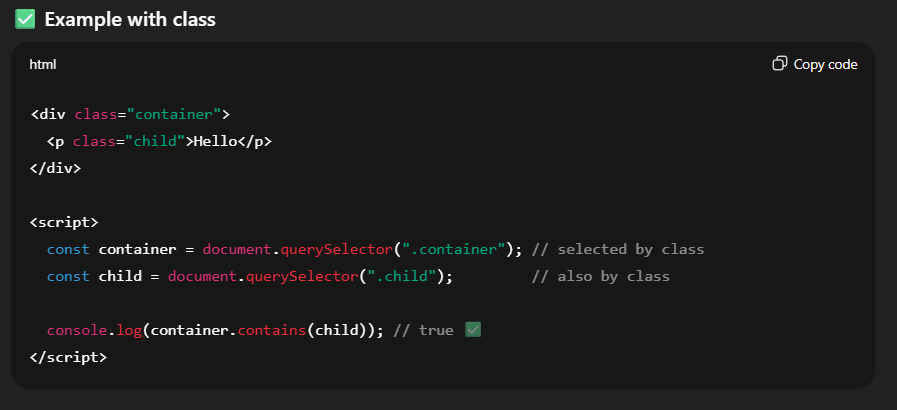 ✅ Example with class
html
Copy code
<div class="container">
  <p class="child">Hello</p>
</div>

<script>
  const container = document.querySelector(".container"); // selected by class
  const child = document.querySelector(".child");         // also by class

  console.log(container.contains(child)); // true ✅
</script>